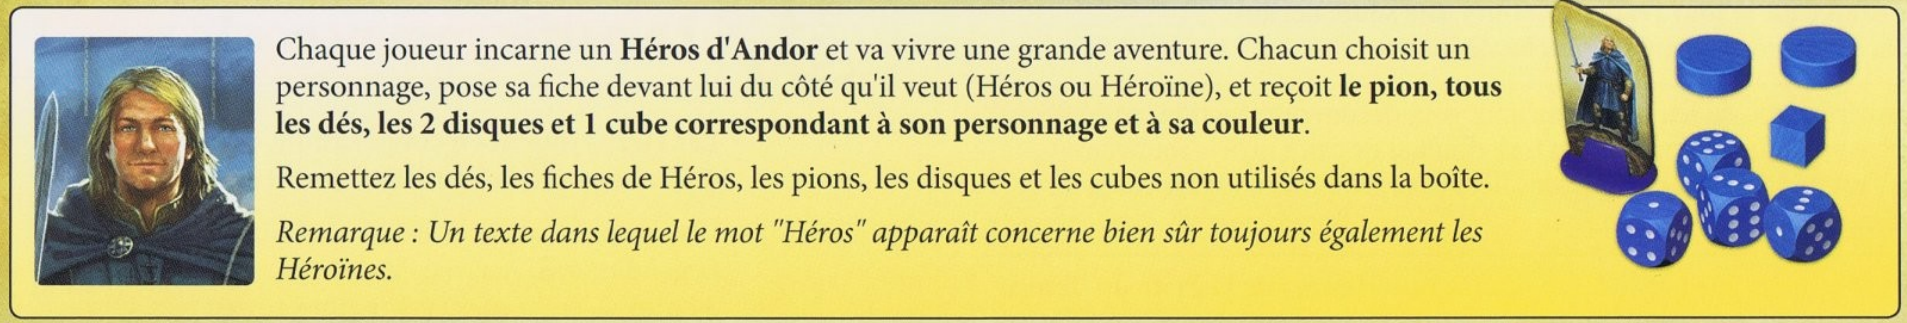 Chaque joueur incarne un Héros d'Andor et va vivre une grande aventure. Chacun choisit un
personnage, pose sa fiche devant lui du côté qu'il veut (Héros ou Héroïne), et reçoit le pion, tous
les dés, les 2 disques et 1 cube correspondant à son personnage et à sa couleur.
Remettez les dés, les fiches de Héros, les pions, les disques et les cubes non utilisés dans la boîte.
Remarque : Un texte dans lequel le mot "Héros" apparaît concerne bien sûr toujours également les
Héroïnes.